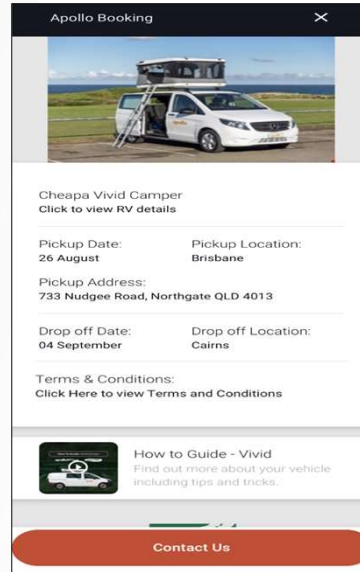 Apollo Booking
Cheapa Vivid Camper
Click to view RV details
Pickup Date: Pickup Location:
26 August Brisbane
Pickup Address:
733 Nudgee Road, Northgate QLD 4013
Drop off Date: Drop off Location:
04 September Cairns
Terms & Conditions:
Click Here to view Terms and Conditions
How to Guide - Vivid
Find out more about your vehicle
including tips and tricks.
Contact Us